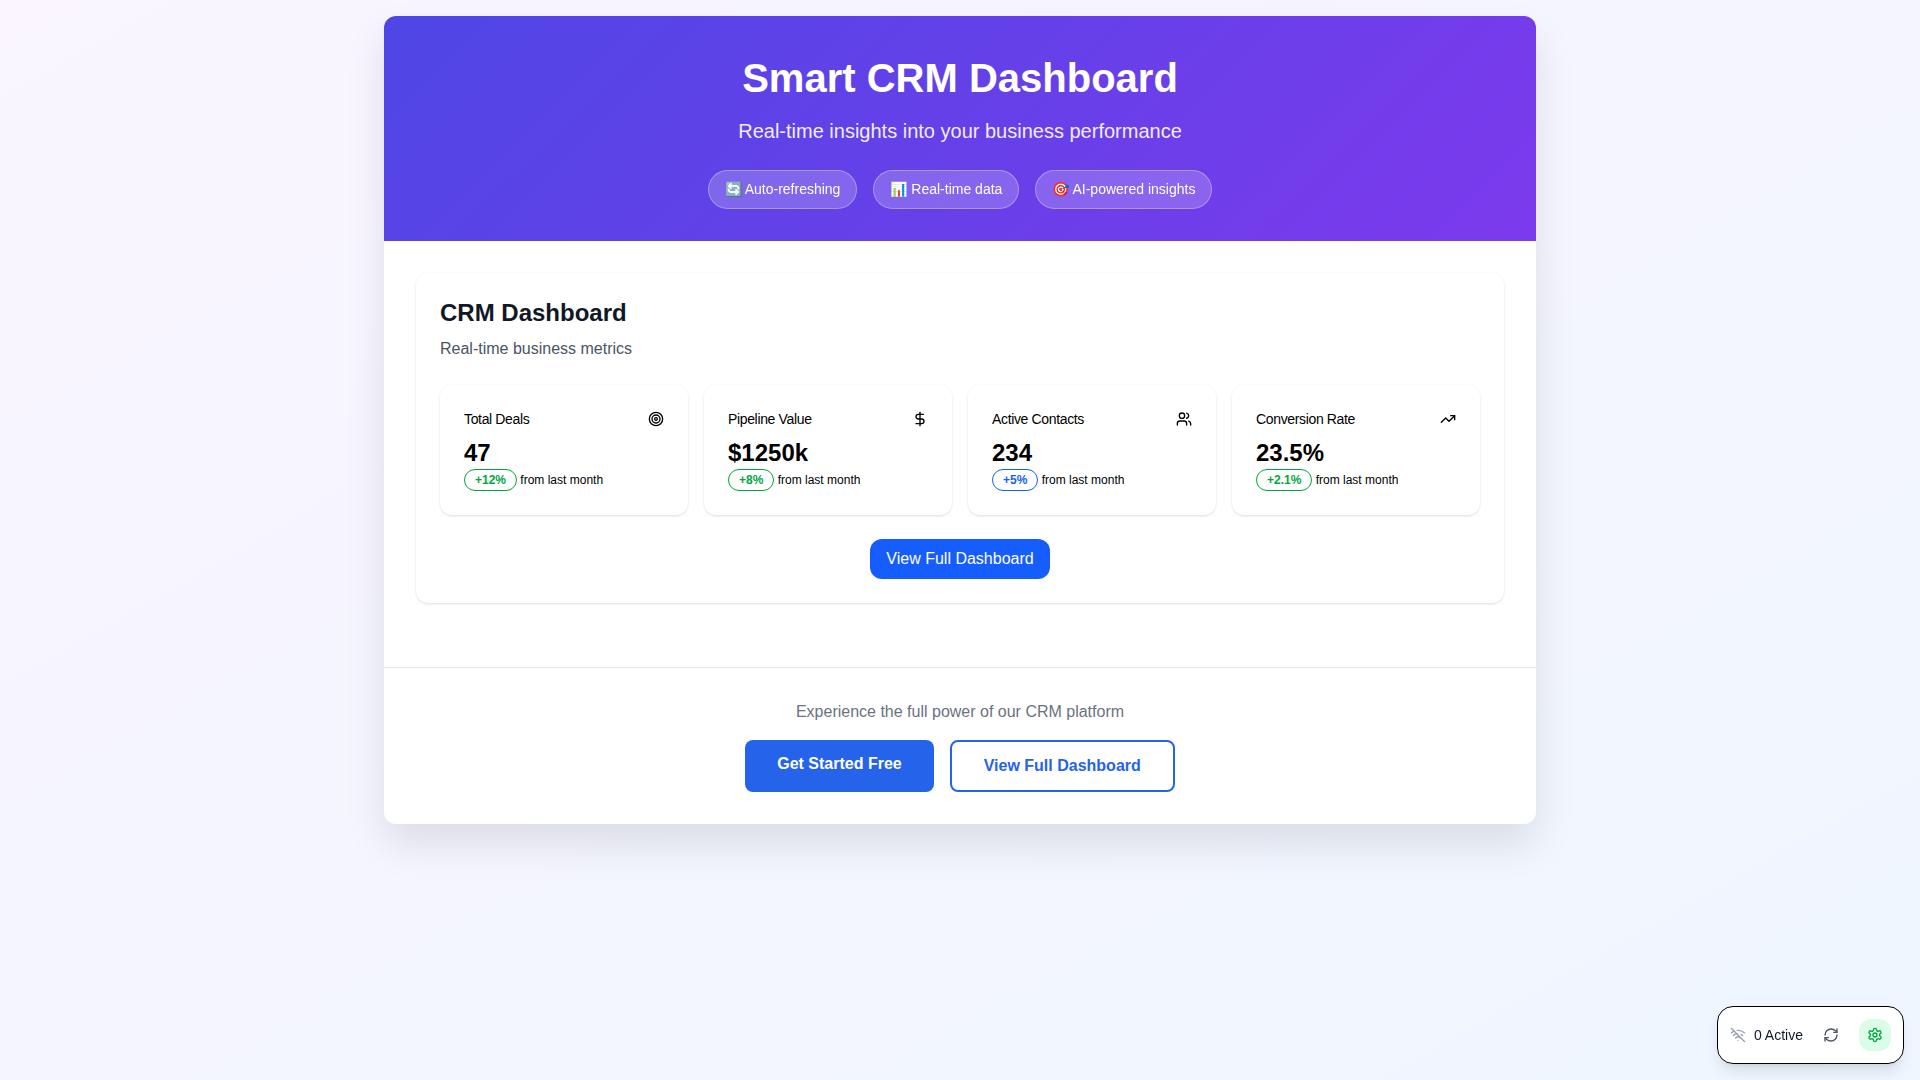 Smart CRM Dashboard
Real-time insights into your business performance
🔄 Auto-refreshing 📊 Real-time data 🎯 AI-powered insights
CRM Dashboard
Real-time business metrics
Total Deals Pipeline Value Active Contacts Conversion Rate
47 $1250k 234 23.5%
+12% from last month +8% from last month +5% from last month +2.1% from last month
View Full Dashboard
Experience the full power of our CRM platform
Get Started Free View Full Dashboard
0 Active